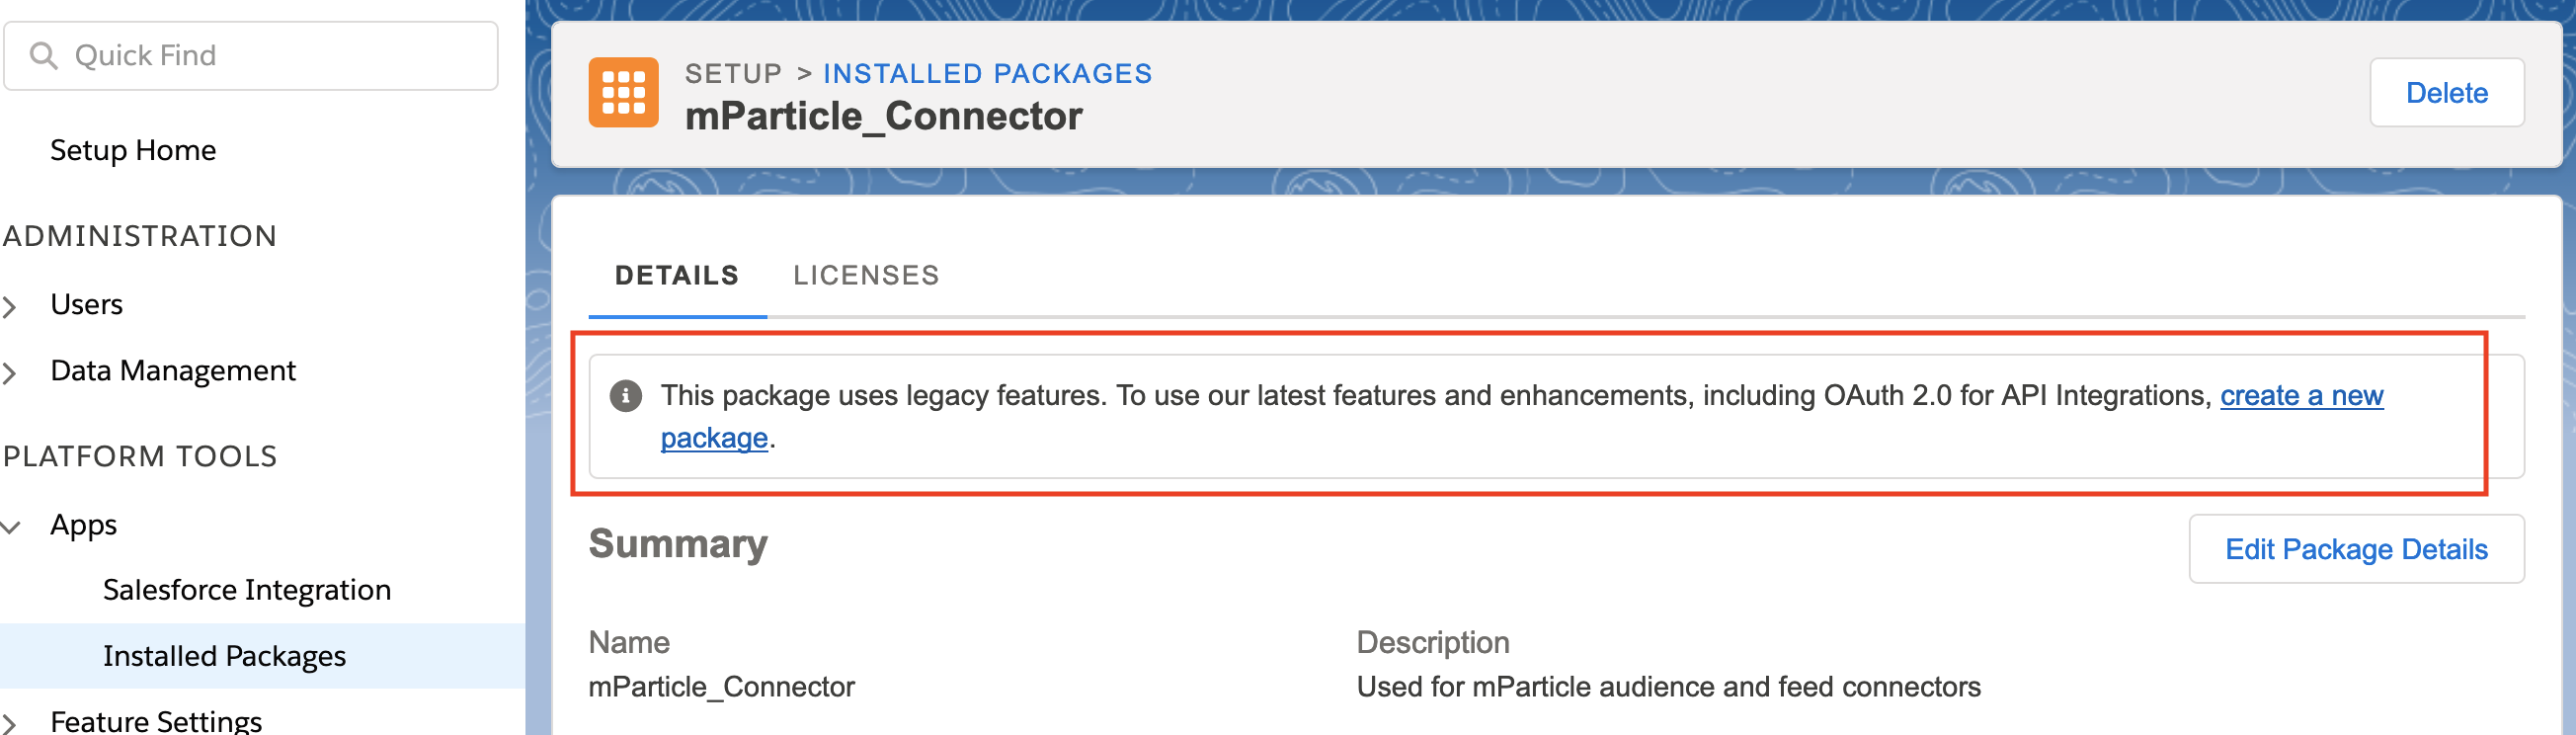 Quick Find
Setup Home
ADMINISTRATION
Users
Data Management
PLATFORM TOOLS
Apps
Salesforce Integration
Installed Packages
Feature Settings
SETUP > INSTALLED PACKAGES
mParticle_Connector
Delete
DETAILS LICENSES
This package uses legacy features. To use our latest features and enhancements, including OAuth 2.0 for API Integrations, create a new
package.
Summary
Edit Package Details
Name
mParticle_Connector
Description
Used for mParticle audience and feed connectors